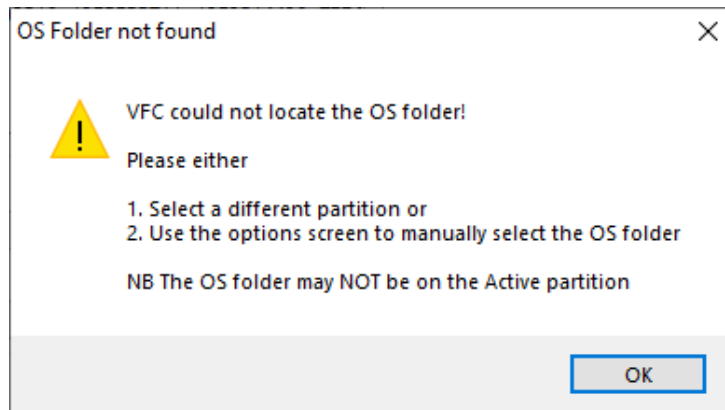 OS Folder not found
VFC could not locate the OS folder!
Please either
1. Select a different partition or
2. Use the options screen to manually select the OS folder
NB The OS folder may NOT be on the Active partition
OK